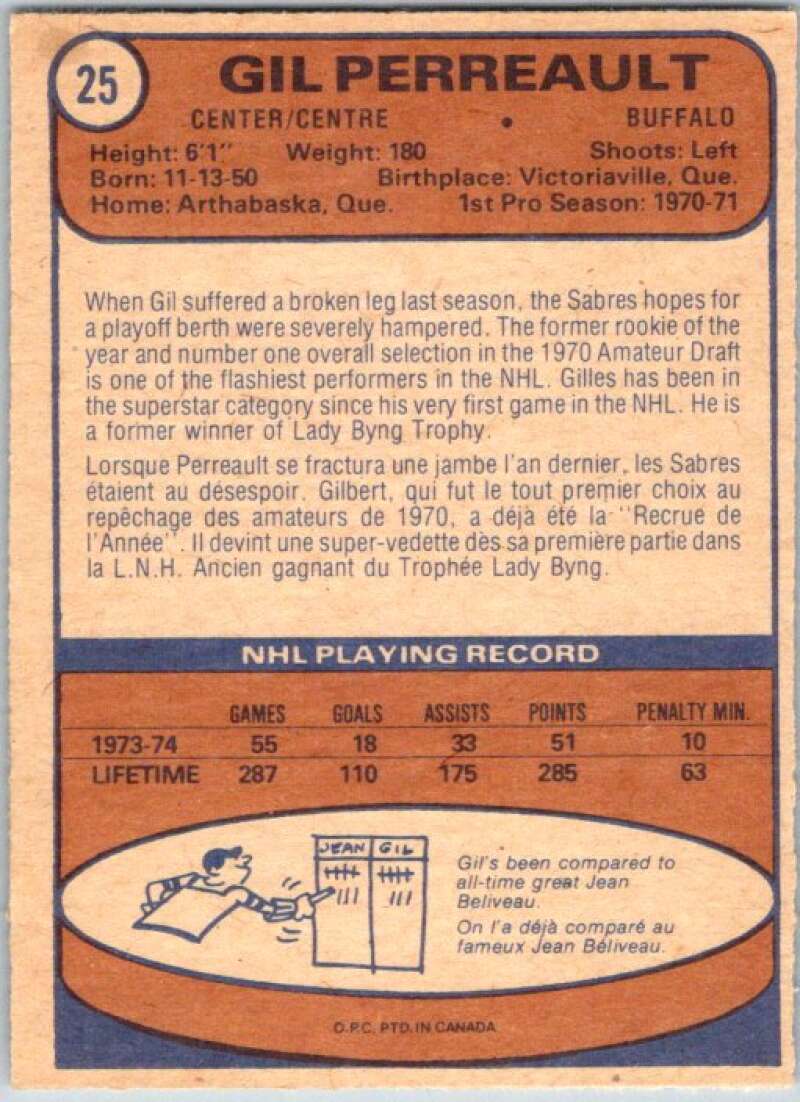 25
GIL PERREAULT
CENTER/CENTRE • BUFFALO
Height: 6'1" Weight: 180 Shoots: Left
Born: 11-13-50 Birthplace: Victoriaville, Que.
Home: Arthabaska, Que. 1st Pro Season: 1970-71
When Gil suffered a broken leg last season, the Sabres hopes for
a playoff berth were severely hampered. The former rookie of the
year and number one overall selection in the 1970 Amateur Draft
is one of the flashiest performers in the NHL. Gilles has been in
the superstar category since his very first game in the NHL. He is
a former winner of Lady Byng Trophy.
Lorsque Perreault se fractura une jambe l'an dernier, les Sabres
étaient au désespoir. Gilbert, qui fut le tout premier choix au
repêchage des amateurs de 1970, a déjà été la "Recrue de
l'Année". Il devint une super-vedette dès sa première partie dans
la L.N.H. Ancien gagnant du Trophée Lady Byng.
NHL PLAYING RECORD
GAMES GOALS ASSISTS POINTS PENALTY MIN.
1973-74 55 18 33 51 10
LIFETIME 287 110 175 285 63
JEAN GIL
Gil's been compared to
all-time great Jean
Beliveau.
On l'a déjà comparé au
fameux Jean Béliveau.
O.P.C. PTD. IN CANADA